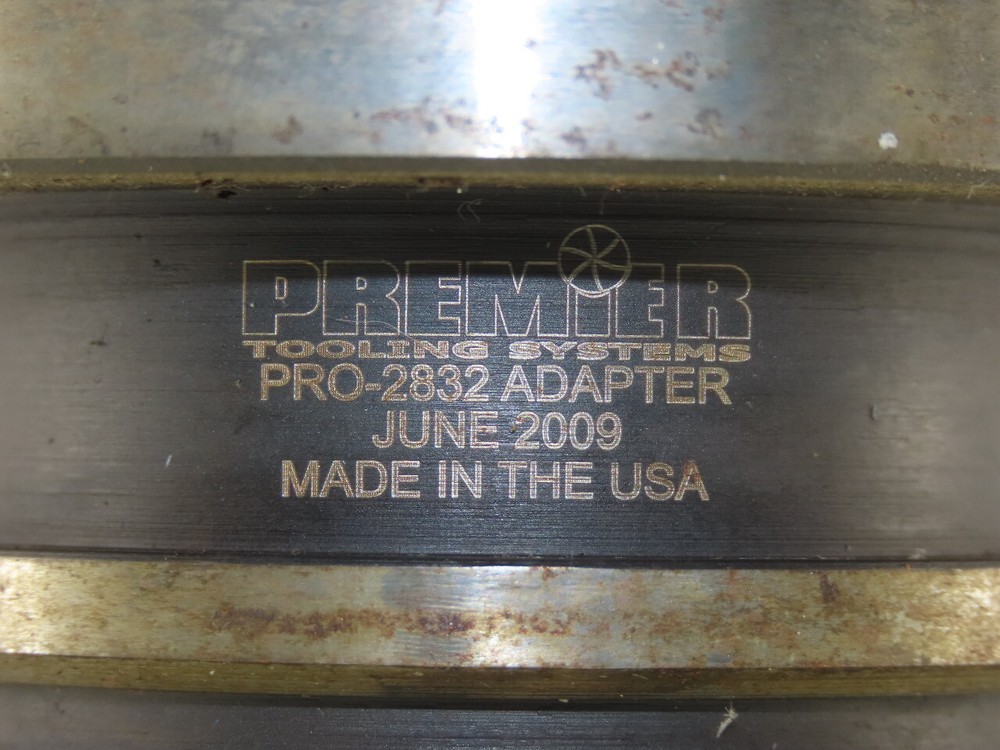 PREMiER
TOOLING SYSTEMS
PRO-2832 ADAPTER
JUNE 2009
MADE IN THE USA